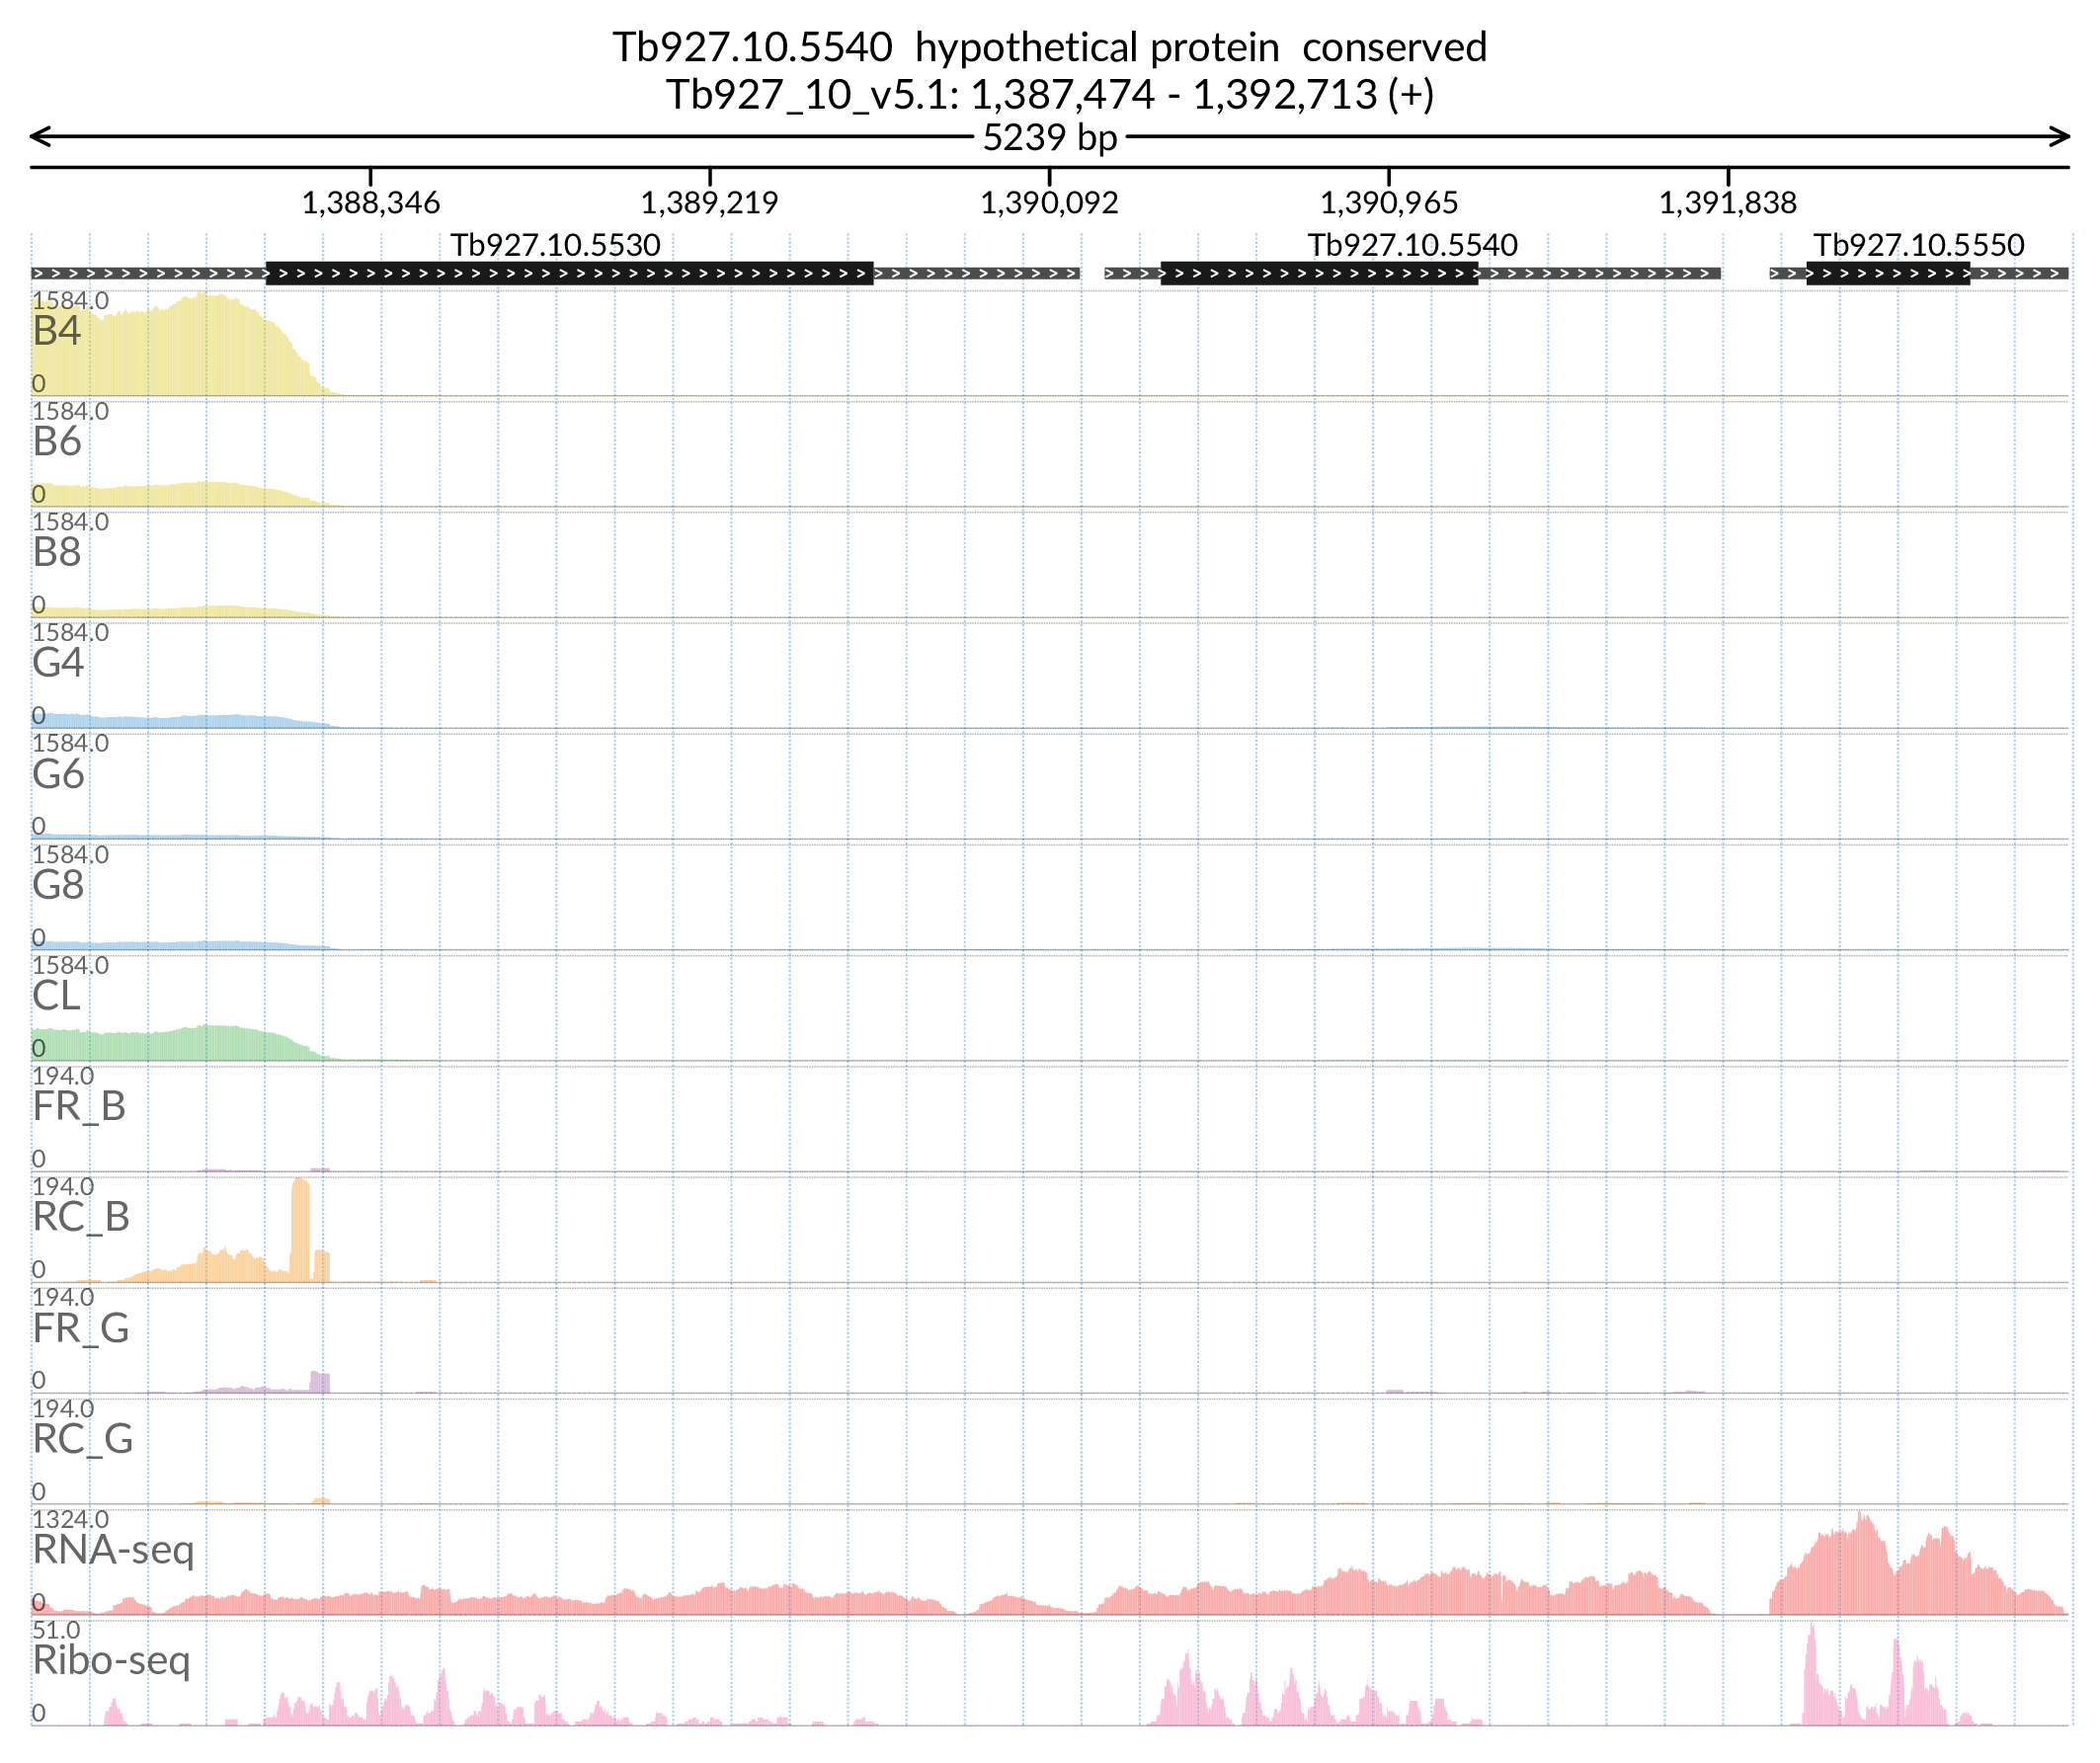 Tb927.10.5540 hypothetical protein conserved
Tb927_10_v5.1: 1,387,474 - 1,392,713 (+)
5239 bp
1,388,346 1,389,219 1,390,092 1,390,965 1,391,838
Tb927.10.5530 Tb927.10.5540 Tb927.10.5550
1584.0
B4
0
1584.0
B6
0
1584.0
B8
0
1584.0
G4
0
1584.0
G6
0
1584.0
G8
0
1584.0
CL
0
194.0
FR_B
0
194.0
RC_B
0
194.0
FR_G
0
194.0
RC_G
0
1324.0
RNA-seq
0
51.0
Ribo-seq
0